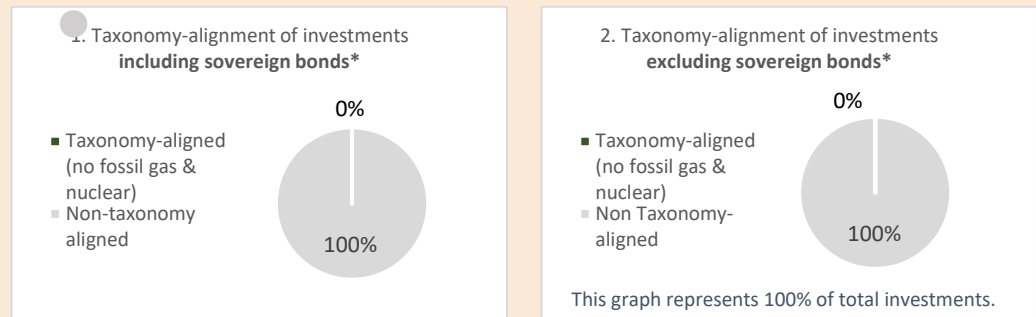 1. Taxonomy-alignment of investments
including sovereign bonds*
0%
Taxonomy-aligned
(no fossil gas &
nuclear)
Non-taxonomy
aligned
100%
2. Taxonomy-alignment of investments
excluding sovereign bonds*
0%
Taxonomy-aligned
(no fossil gas &
nuclear)
Non Taxonomy-
aligned
100%
This graph represents 100% of total investments.